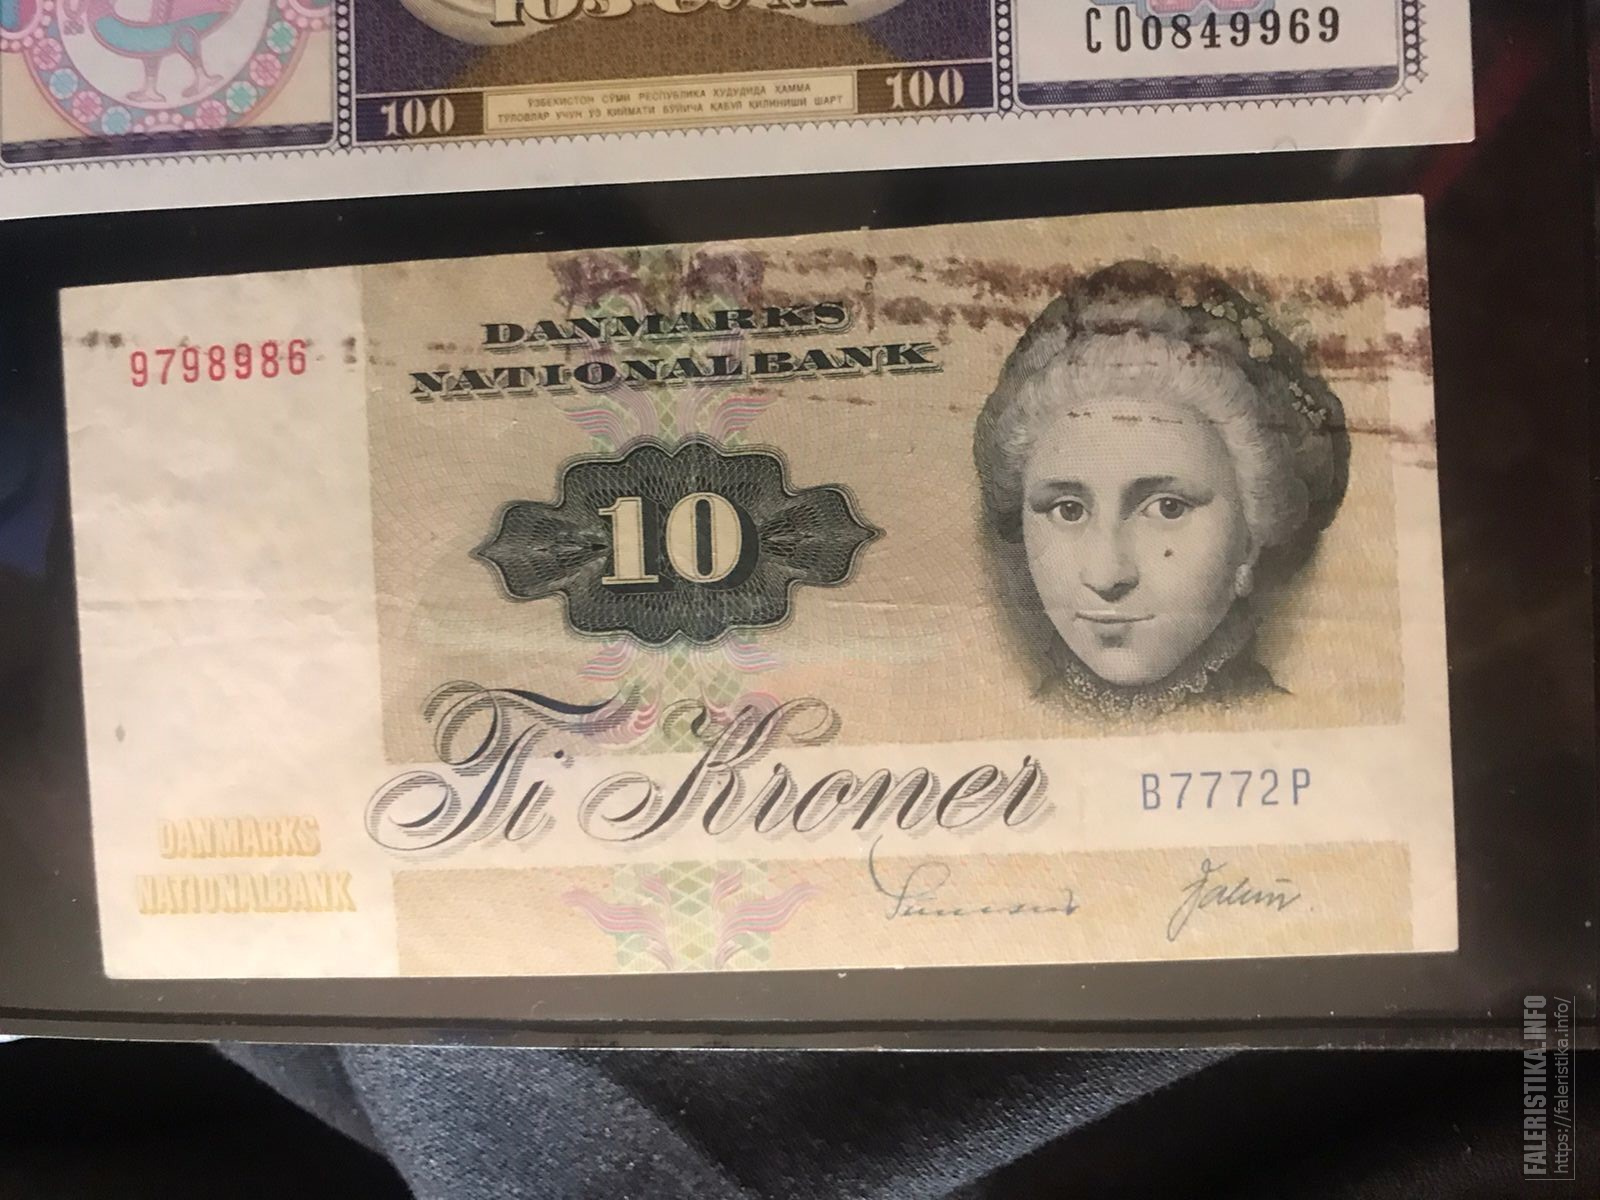 C00849969
100
ЎЗБЕКИСТОН СЎМИ РЕСПУБЛИКА ҲУДУДИДА ҲАММА
ТЎЛОВЛАР УЧУН ЎЗ ҚИЙМАТИ БЎЙИЧА ҚАБУЛ ҚИЛИНИШИ ШАРТ
100
9798986
DANMARKS
NATIONALBANK
10
Ti Kroner
B7772P
DANMARKS
NATIONALBANK
FALERISTIKA.INFO
https://faleristika.info/